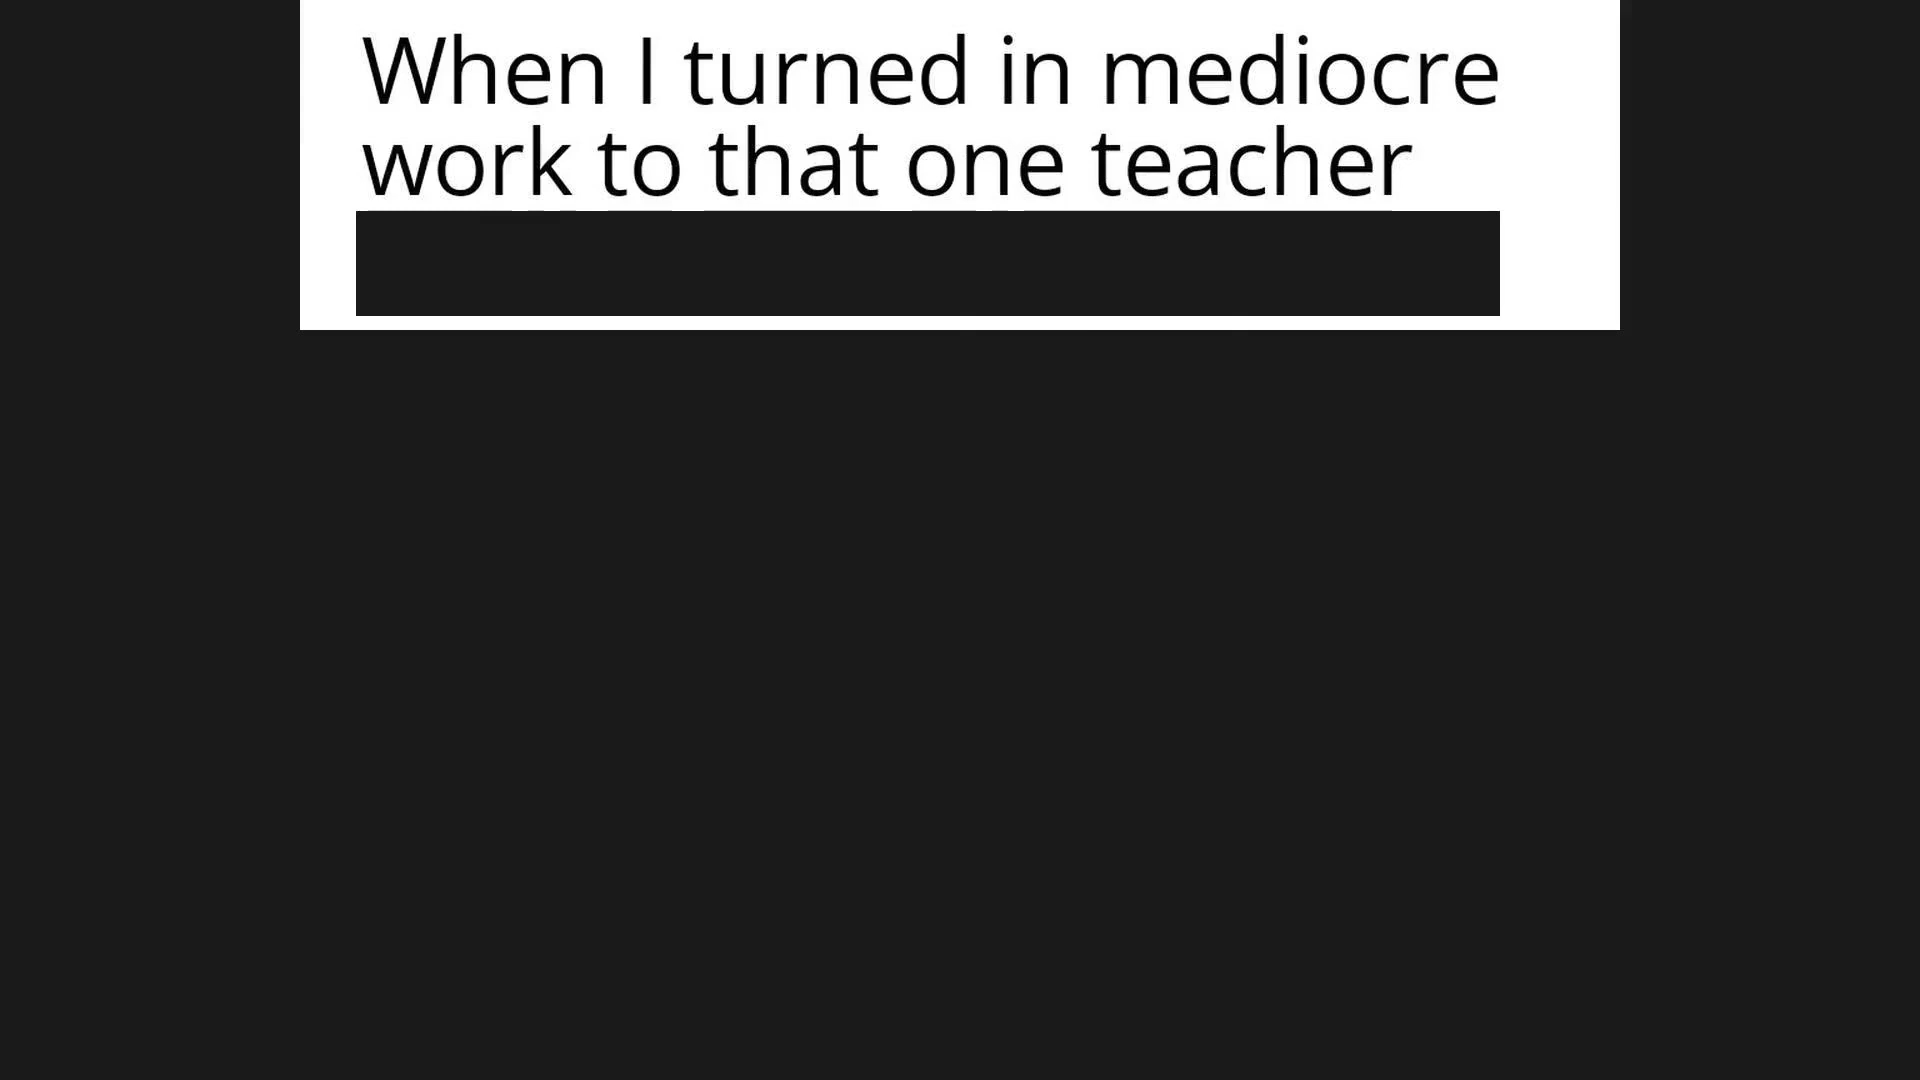 When I turned in mediocre
work to that one teacher